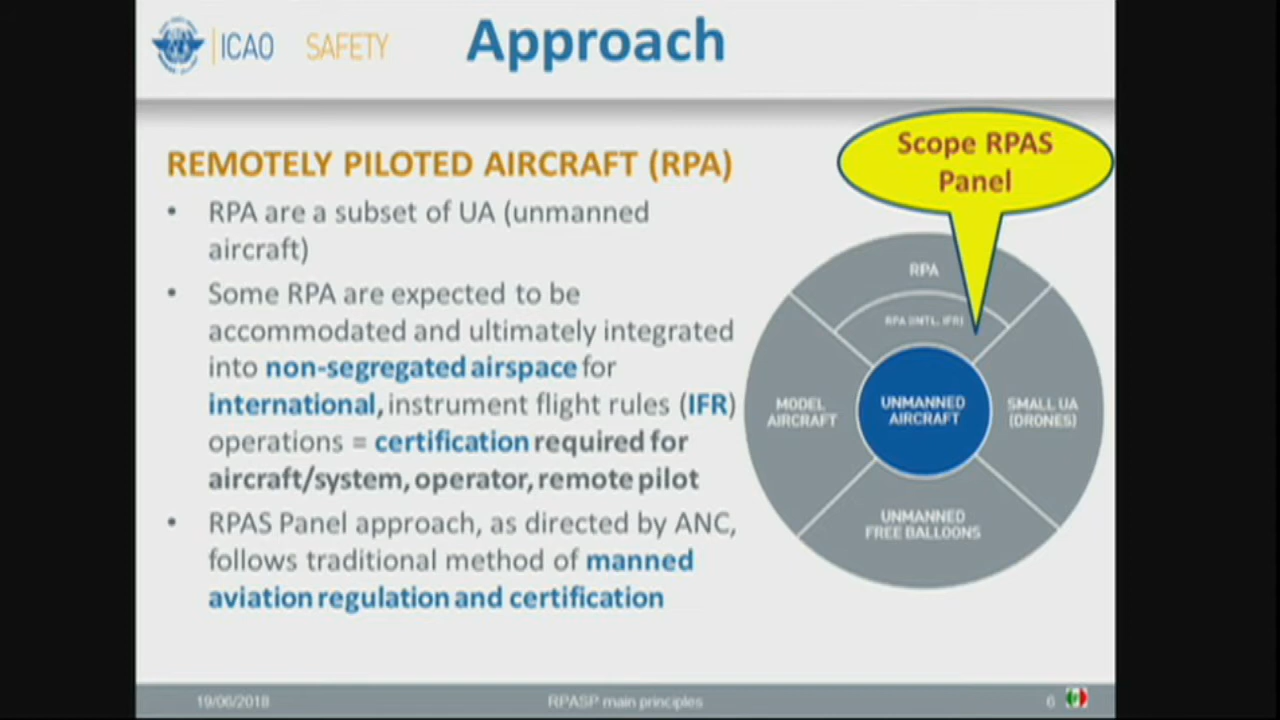 ICAO SAFETY
Approach
REMOTELY PILOTED AIRCRAFT (RPA)
• RPA are a subset of UA (unmanned
aircraft)
• Some RPA are expected to be
accommodated and ultimately integrated
into non-segregated airspace for
international, instrument flight rules (IFR)
operations = certification required for
aircraft/system, operator, remote pilot
• RPAS Panel approach, as directed by ANC,
follows traditional method of manned
aviation regulation and certification
Scope RPAS
Panel
RPA
RPA (INTL. IFR)
MODEL
AIRCRAFT
UNMANNED
AIRCRAFT
SMALL UA
(DRONES)
UNMANNED
FREE BALLOONS
19/06/2018
RPASP main principles
6